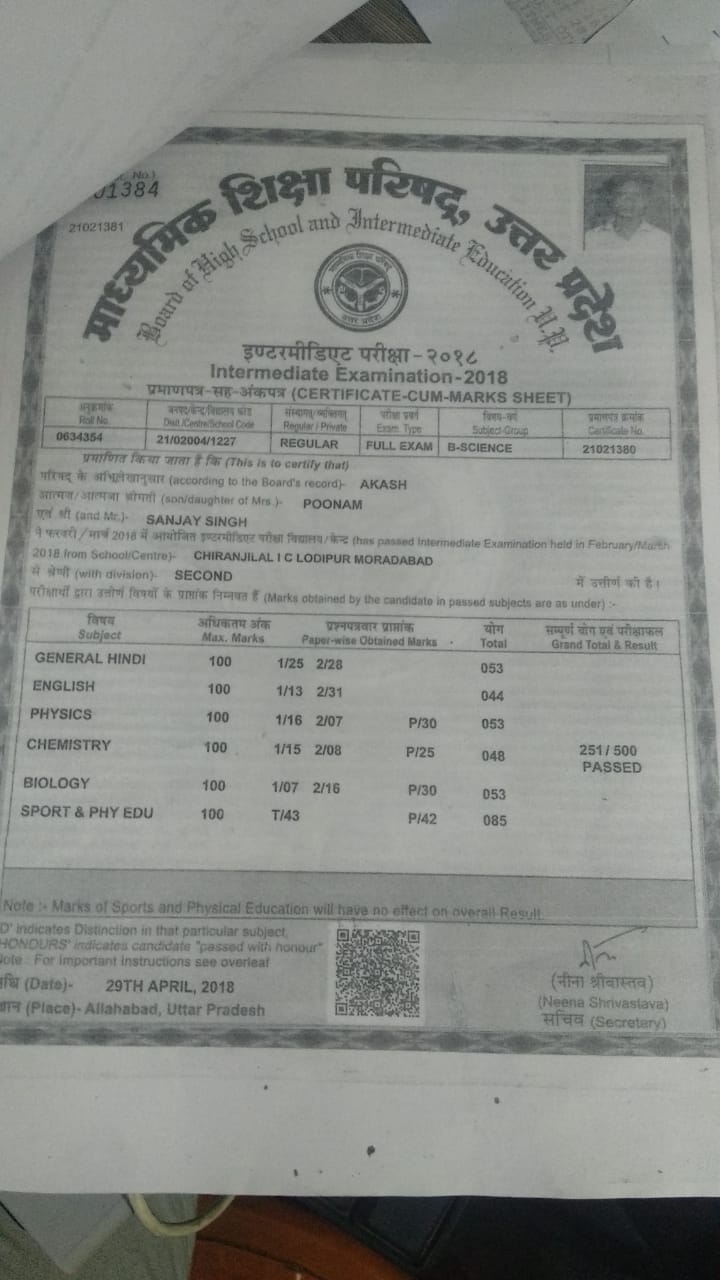 No.)
01384
21021381
माध्यमिक शिक्षा परिषद्, उत्तर प्रदेश
Board of High School and Intermediate Education U.P.
उत्तर प्रदेश
इण्टरमीडिएट परीक्षा-२०१८
Intermediate Examination-2018
प्रमाणपत्र-सह-अंकपत्र (CERTIFICATE-CUM-MARKS SHEET)
अनुक्रमांक जनपद/केन्द्र/विद्यालय कोड संस्थागत/व्यक्तिगत परीक्षा प्रवर्ग विषय-वर्ग प्रमाणपत्र क्रमांक
Roll No. Distt./Centre/School Code Regular / Private Exam. Type Subject-Group Certificate No.
0634354 21/02004/1227 REGULAR FULL EXAM B-SCIENCE 21021380
प्रमाणित किया जाता है कि (This is to certify that)
परिषद के अभिलेखानुसार (according to the Board's record)- AKASH
आत्मज/आत्मजा श्रीमती (son/daughter of Mrs.)- POONAM
एवं श्री (and Mr.)- SANJAY SINGH
ने फरवरी/मार्च 2018 में आयोजित इण्टरमीडिएट परीक्षा विद्यालय/केन्द्र (has passed Intermediate Examination held in February/March
2018 from School/Centre)- CHIRANJILAL I C LODIPUR MORADABAD
से श्रेणी (with division)- SECOND में उत्तीर्ण की है।
परीक्षार्थी द्वारा उत्तीर्ण विषयों के प्राप्तांक निम्नवत हैं (Marks obtained by the candidate in passed subjects are as under) :-
विषय अधिकतम अंक प्रश्नपत्रवार प्राप्तांक योग सम्पूर्ण योग एवं परीक्षाफल
Subject Max. Marks Paper-wise Obtained Marks Total Grand Total & Result
GENERAL HINDI 100 1/25 2/28 053
ENGLISH 100 1/13 2/31 044
PHYSICS 100 1/16 2/07 P/30 053
CHEMISTRY 100 1/15 2/08 P/25 048 251/500
PASSED
BIOLOGY 100 1/07 2/16 P/30 053
SPORT & PHY EDU 100 T/43 P/42 085
Note :- Marks of Sports and Physical Education will have no effect on overall Result.
D' indicates Distinction in that particular subject,
HONOURS' indicates candidate "passed with honour"
Note : For important instructions see overleaf
(Date)- 29TH APRIL, 2018
(Place)- Allahabad, Uttar Pradesh
(नीना श्रीवास्तव)
(Neena Shrivastava)
सचिव (Secretary)